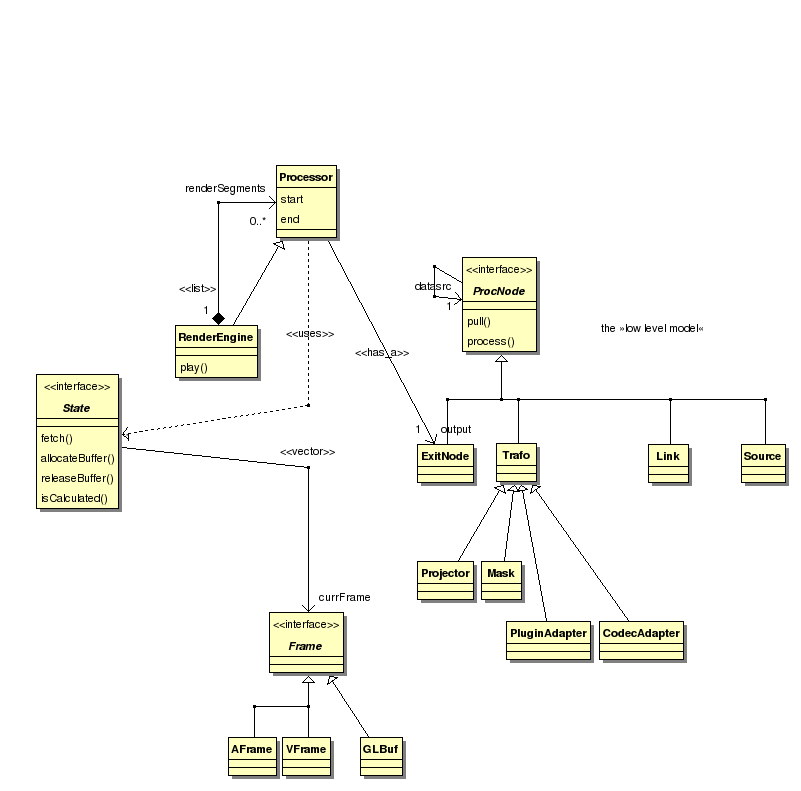 Processor
renderSegments
start
0..*
end
<<interface>>
ProcNode
datasrc
1
pull()
process()
<<list>>
1
RenderEngine
play()
<<uses>>
<<has_a>>
the »low level model«
<<interface>>
State
fetch()
allocateBuffer()
releaseBuffer()
isCalculated()
<<vector>>
1
output
ExitNode
Trafo
Link
Source
Projector
Mask
PluginAdapter
CodecAdapter
currFrame
<<interface>>
Frame
AFrame
VFrame
GLBuf